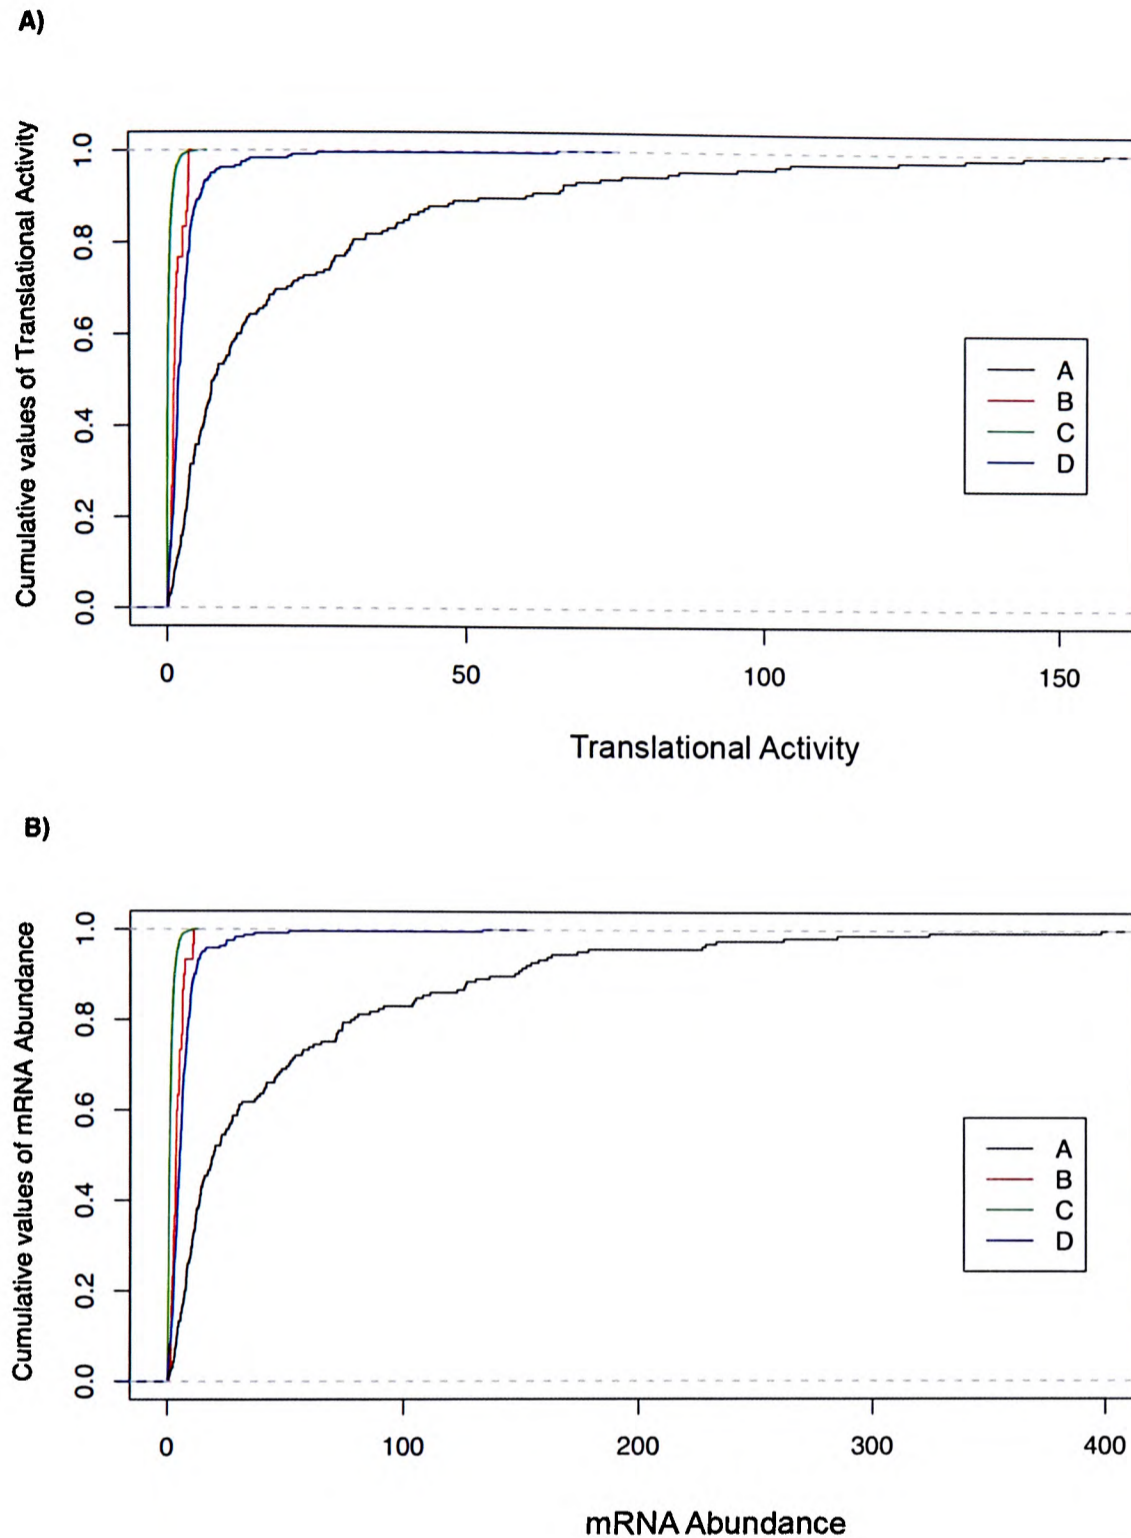 A)
Cumulative values of Translational Activity
1.0
0.8
0.6
0.4
0.2
0.0
A
B
C
D
0 50 100 150
Translational Activity
B)
Cumulative values of mRNA Abundance
1.0
0.8
0.6
0.4
0.2
0.0
A
B
C
D
0 100 200 300 400
mRNA Abundance